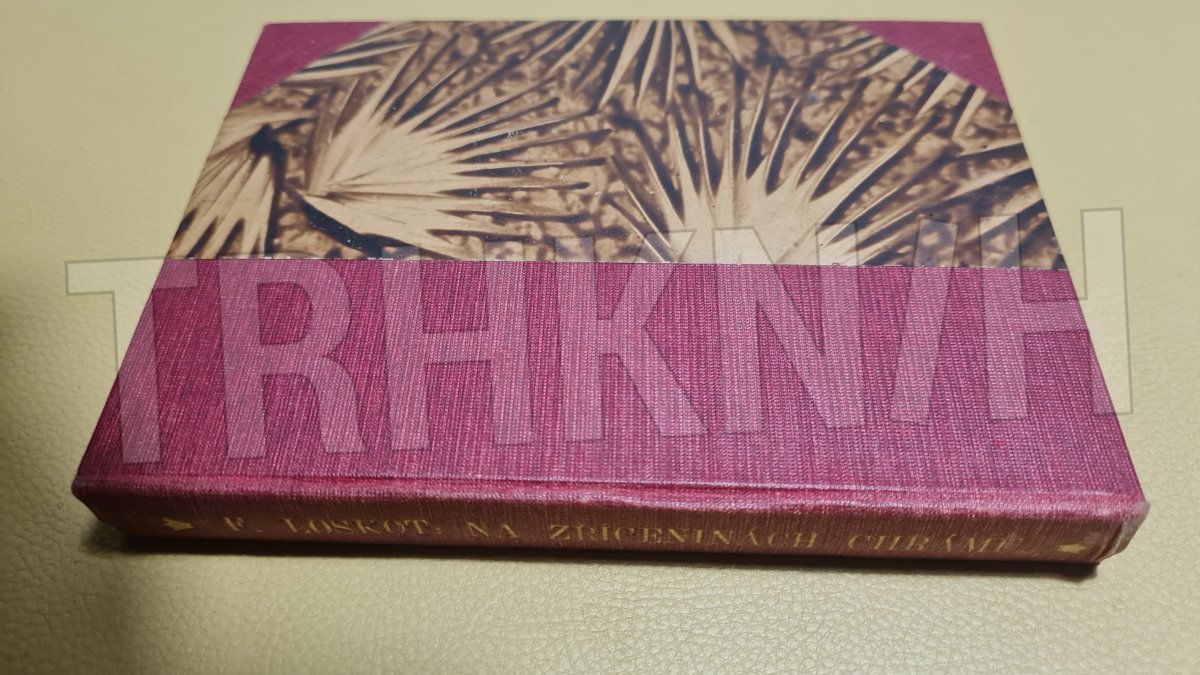 TRHKNIH
F. LOSKOT: NA ZŘÍCENINÁCH CHRÁMŮ